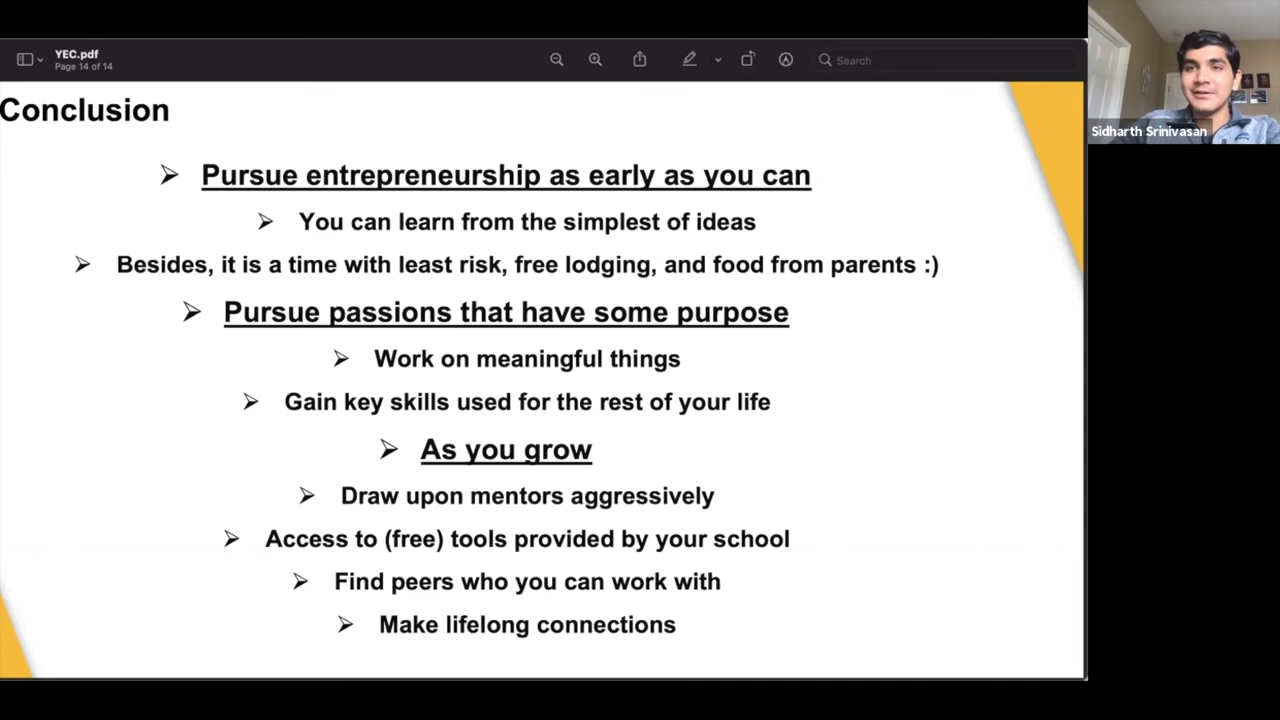 YEC.pdf
Page 14 of 14
Search
Sidharth Srinivasan
Conclusion
Pursue entrepreneurship as early as you can
You can learn from the simplest of ideas
Besides, it is a time with least risk, free lodging, and food from parents :)
Pursue passions that have some purpose
Work on meaningful things
Gain key skills used for the rest of your life
As you grow
Draw upon mentors aggressively
Access to (free) tools provided by your school
Find peers who you can work with
Make lifelong connections